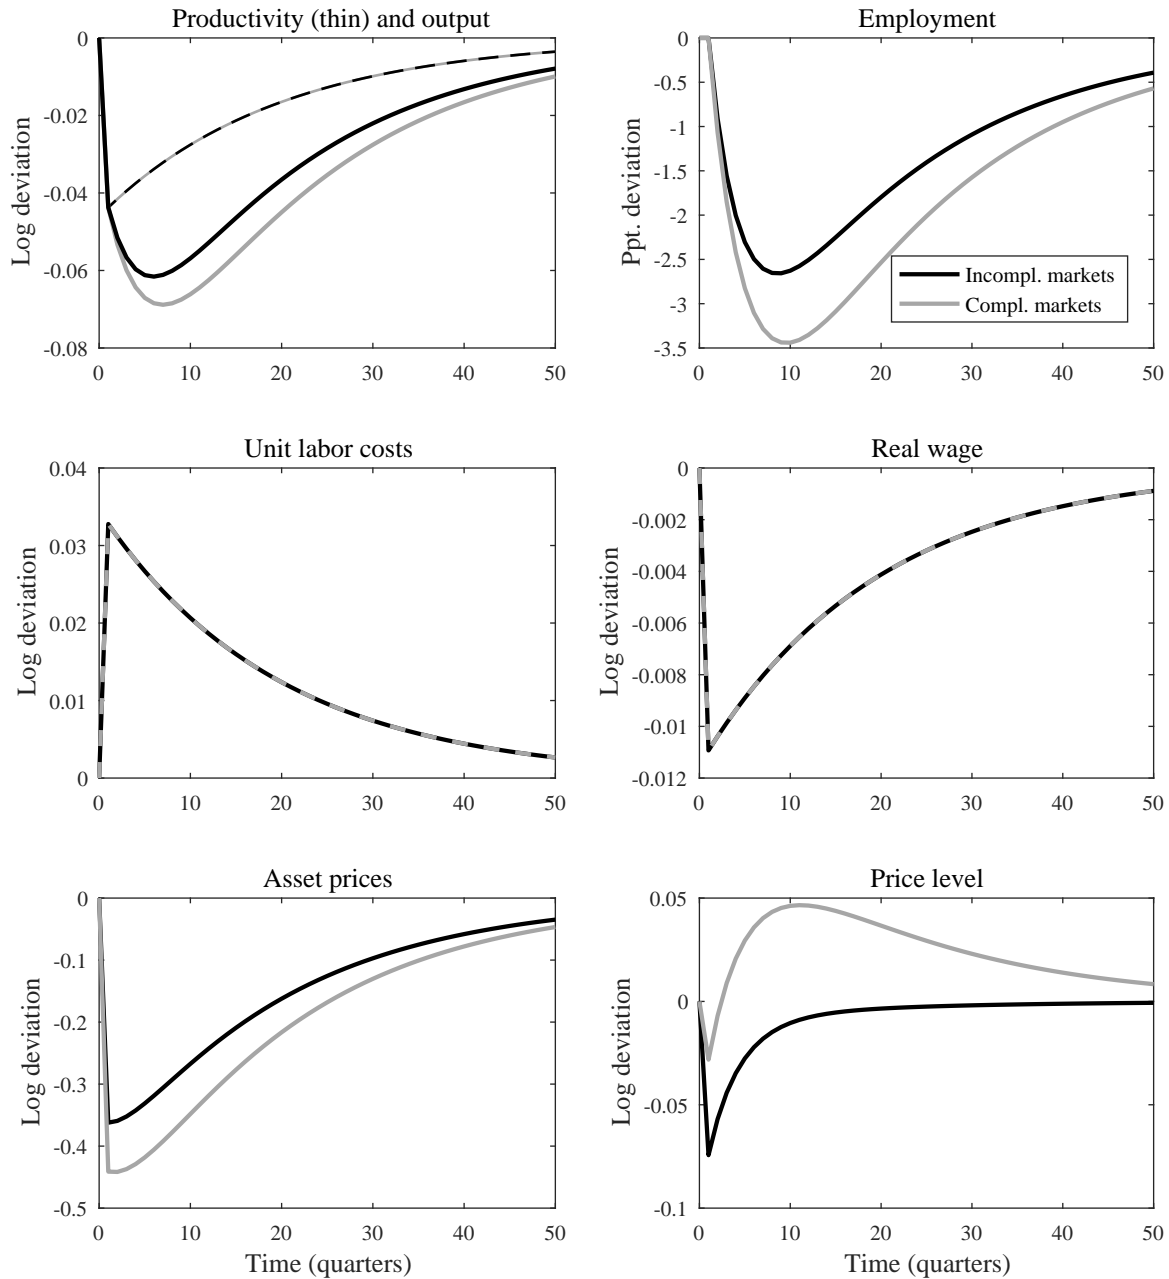 Productivity (thin) and output
Log deviation
0
-0.02
-0.04
-0.06
-0.08
0 10 20 30 40 50
Employment
Ppt. deviation
0
-0.5
-1
-1.5
-2
-2.5
-3
-3.5
0 10 20 30 40 50
Incompl. markets
Compl. markets
Unit labor costs
Log deviation
0.04
0.03
0.02
0.01
0
0 10 20 30 40 50
Real wage
Log deviation
0
-0.002
-0.004
-0.006
-0.008
-0.01
-0.012
0 10 20 30 40 50
Asset prices
Log deviation
0
-0.1
-0.2
-0.3
-0.4
-0.5
0 10 20 30 40 50
Time (quarters)
Price level
Log deviation
0.05
0
-0.05
-0.1
0 10 20 30 40 50
Time (quarters)